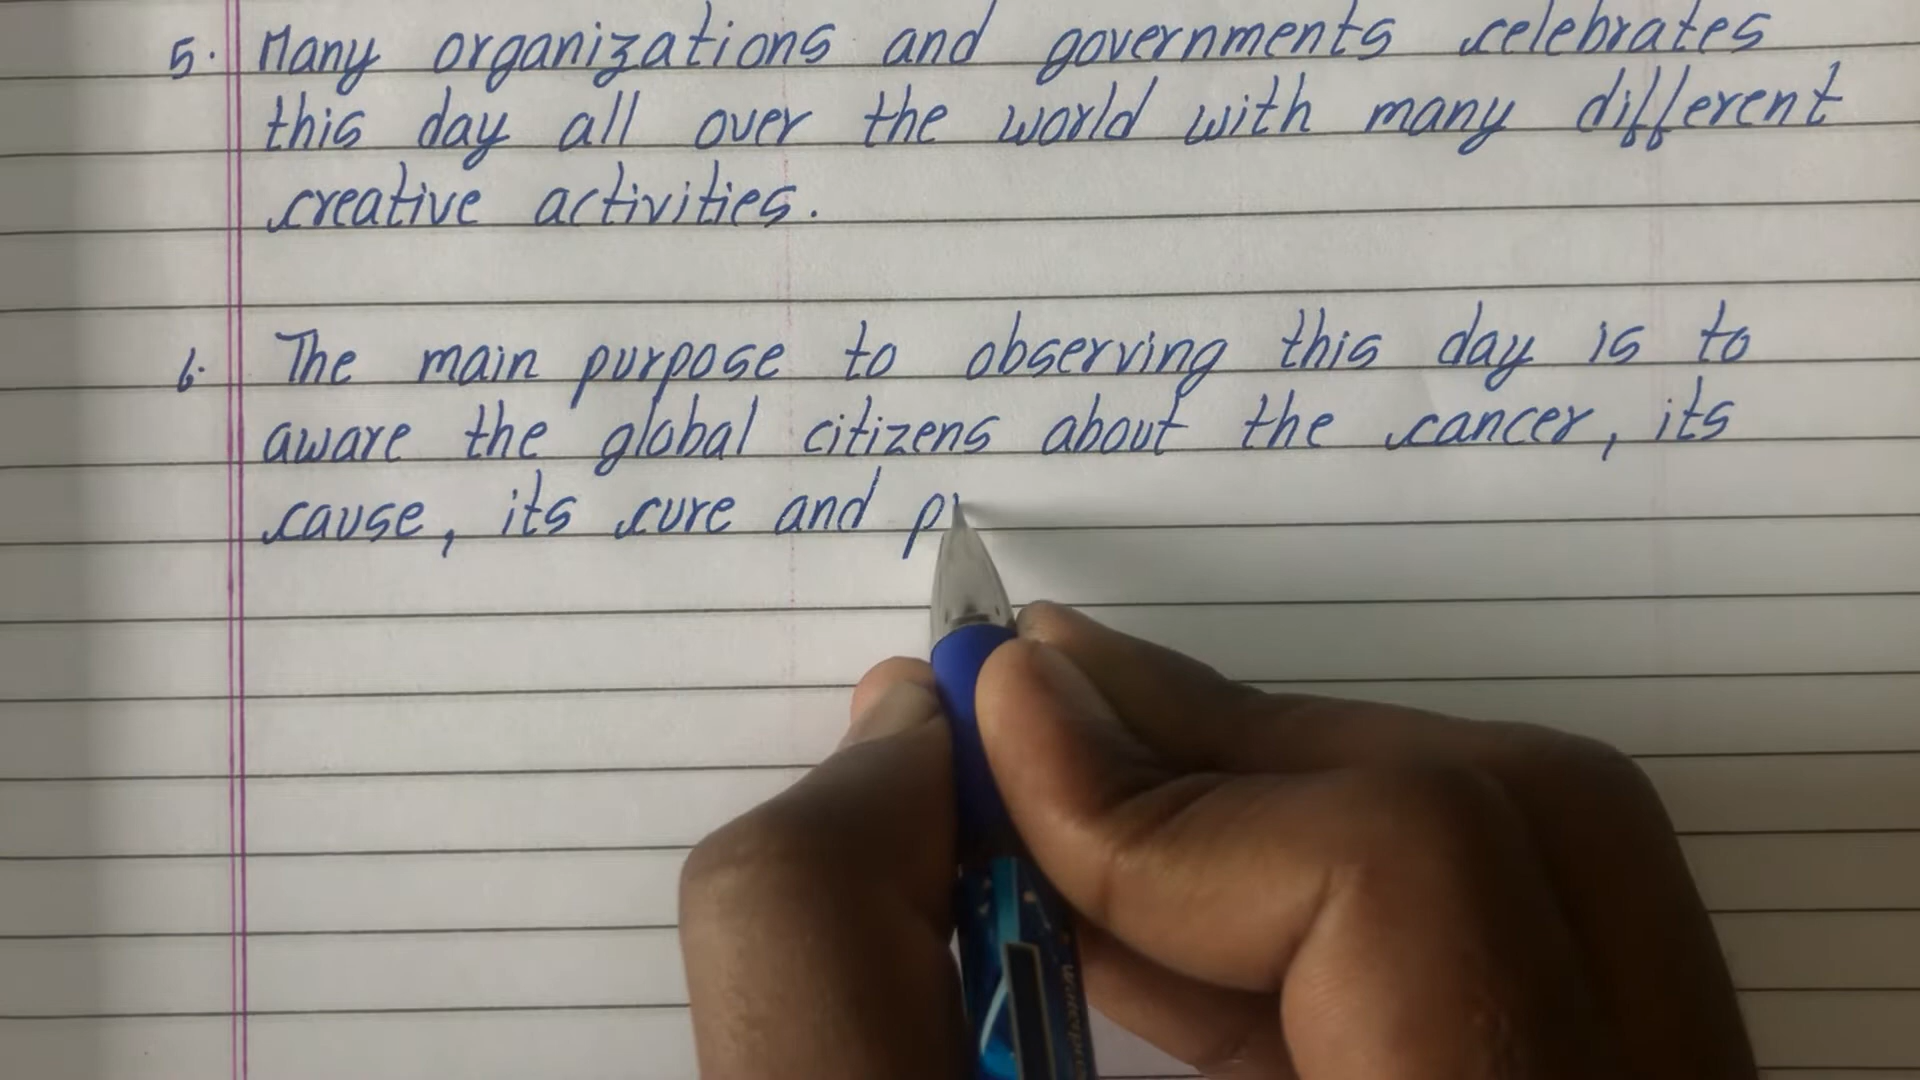 5. Many organizations and governments celebrates
this day all over the world with many different
creative activities.
6. The main purpose to observing this day is to
aware the global citizens about the cancer, its
cause, its cure and